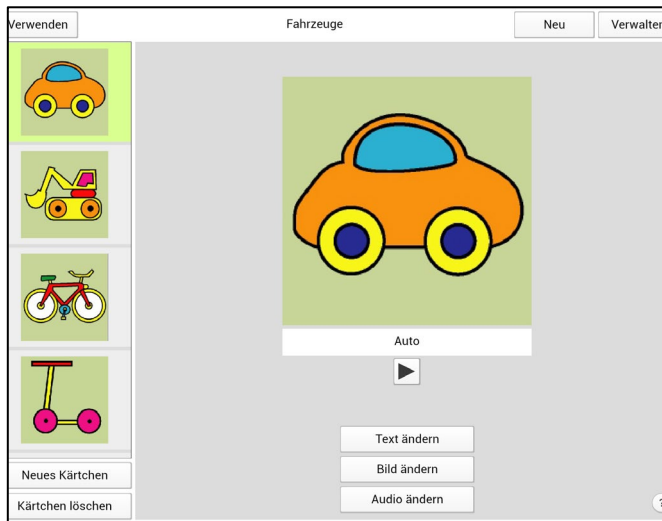 Verwenden
Fahrzeuge
Neu
Verwalten
Auto
Text ändern
Bild ändern
Audio ändern
Neues Kärtchen
Kärtchen löschen
?